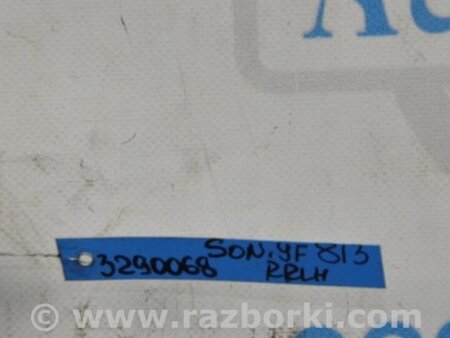 SON.YF 813
3290068 RRLH
www.razborki.com